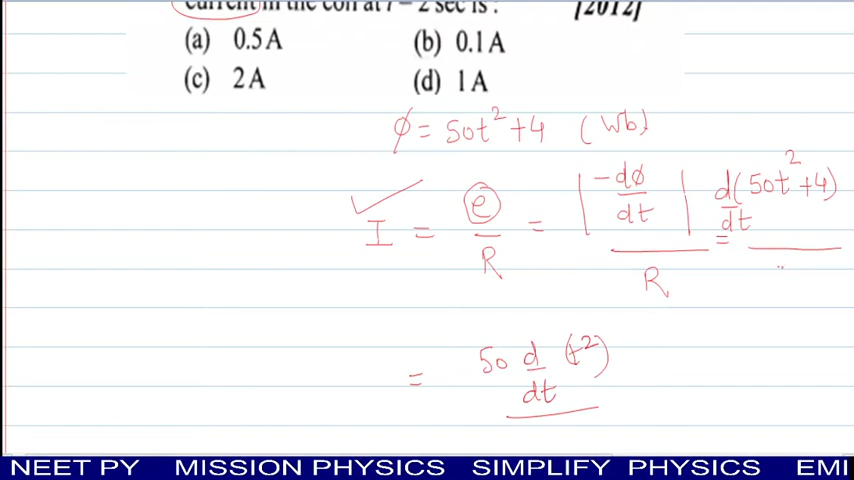 current in the coil at t = 2 sec is : [2012]
(a) 0.5 A (b) 0.1 A
(c) 2 A (d) 1 A
ϕ = 50t² + 4 (Wb)
I = e/R = |-dϕ/dt|/R = d/dt(50t² + 4)
= 50 d/dt (t²)
NEET PY MISSION PHYSICS SIMPLIFY PHYSICS EMI